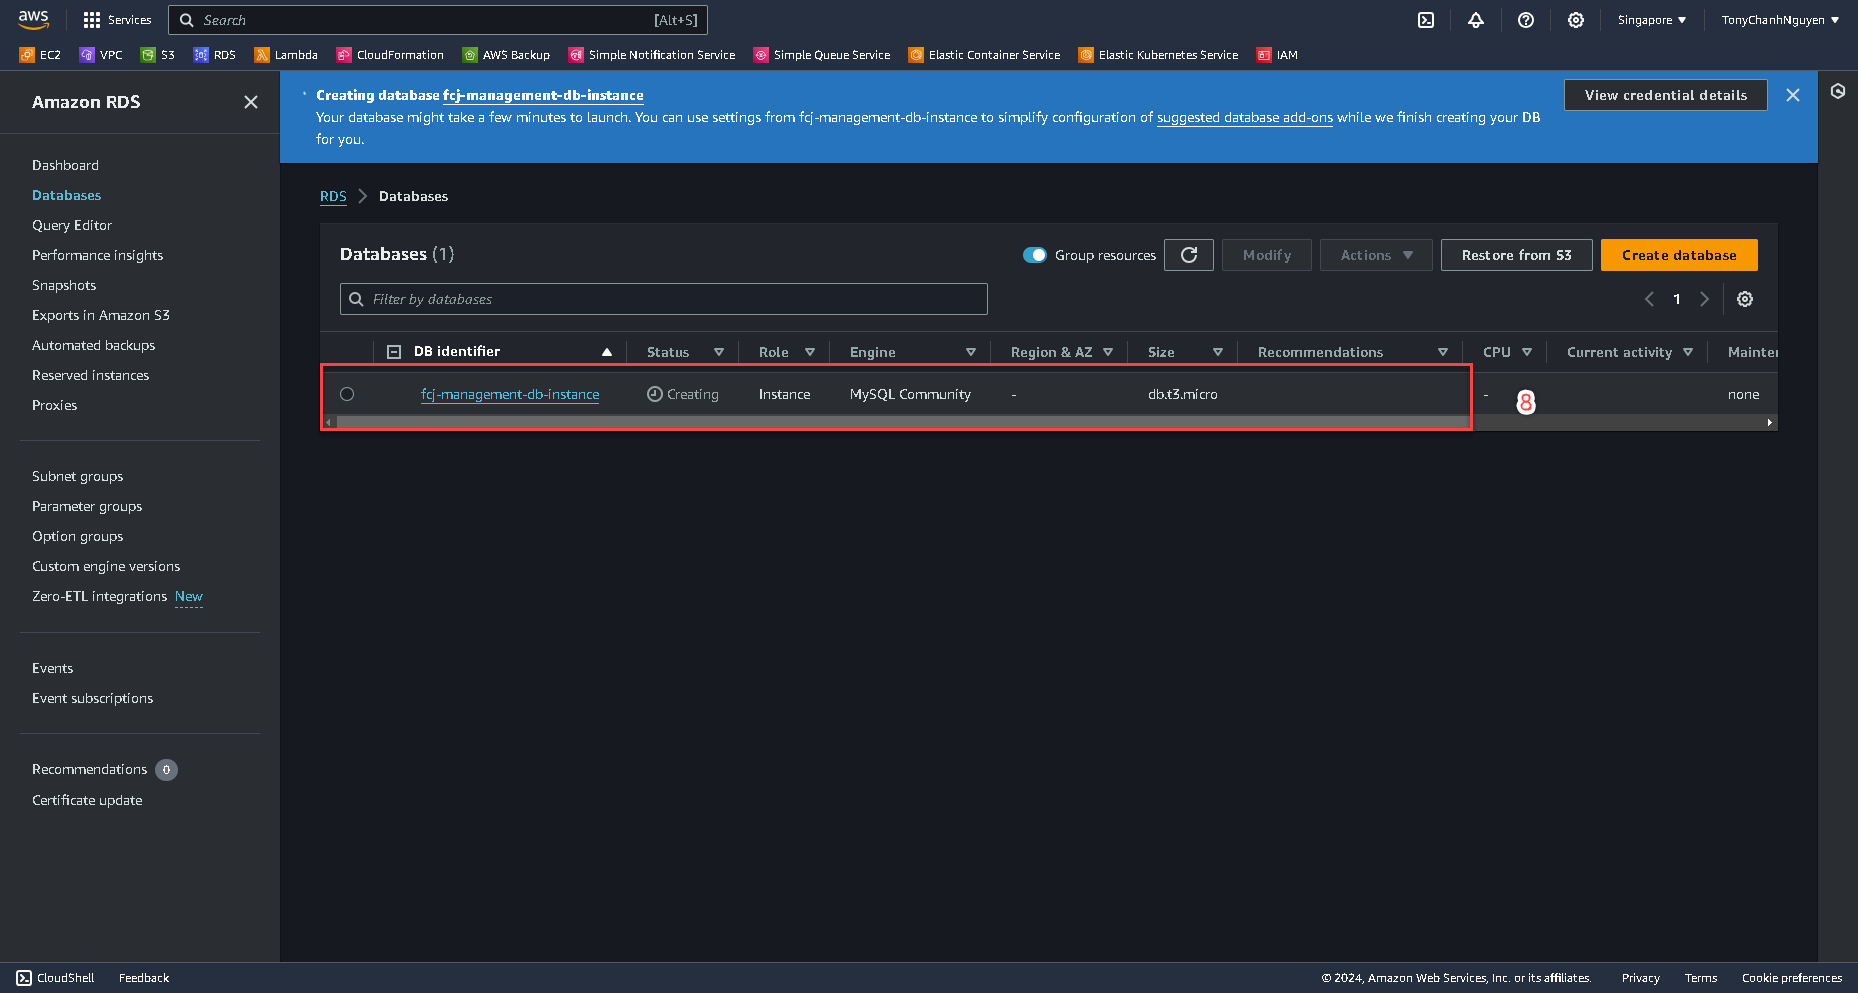 aws
Services
Search
[Alt+S]
Singapore
TonyChanhNguyen
EC2
VPC
S3
RDS
Lambda
CloudFormation
AWS Backup
Simple Notification Service
Simple Queue Service
Elastic Container Service
Elastic Kubernetes Service
IAM
Amazon RDS
Dashboard
Databases
Query Editor
Performance insights
Snapshots
Exports in Amazon S3
Automated backups
Reserved instances
Proxies
Subnet groups
Parameter groups
Option groups
Custom engine versions
Zero-ETL integrations New
Events
Event subscriptions
Recommendations 0
Certificate update
Creating database fcj-management-db-instance
Your database might take a few minutes to launch. You can use settings from fcj-management-db-instance to simplify configuration of suggested database add-ons while we finish creating your DB
for you.
View credential details
RDS
Databases
Databases (1)
Group resources
Modify
Actions
Restore from S3
Create database
Filter by databases
1
DB identifier
Status
Role
Engine
Region & AZ
Size
Recommendations
CPU
Current activity
Mainter
fcj-management-db-instance
Creating
Instance
MySQL Community
-
db.t3.micro
-
8
none
CloudShell
Feedback
© 2024, Amazon Web Services, Inc. or its affiliates.
Privacy
Terms
Cookie preferences